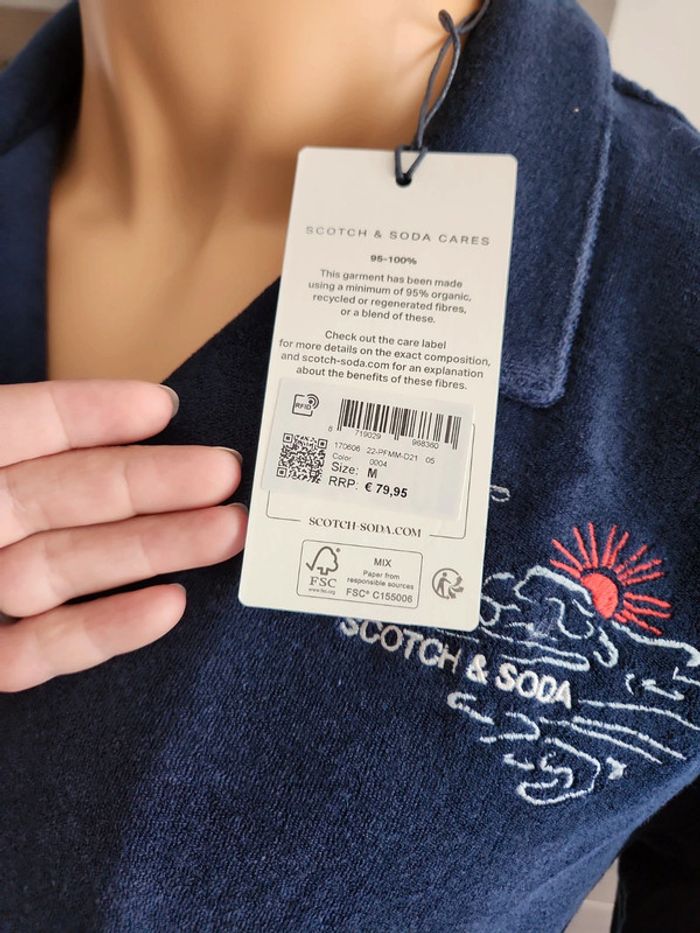 SCOTCH & SODA CARES
95-100%
This garment has been made
using a minimum of 95% organic,
recycled or regenerated fibres,
or a blend of these.
Check out the care label
for more details on the exact composition,
and scotch-soda.com for an explanation
about the benefits of these fibres.
RFID
8 719029 968360
170606 22-PFMM-D21 05
Color: 0004
Size: M
RRP: € 79,95
SCOTCH-SODA.COM
FSC
www.fsc.org
MIX
Paper from
responsible sources
FSC® C155006
SCOTCH & SODA